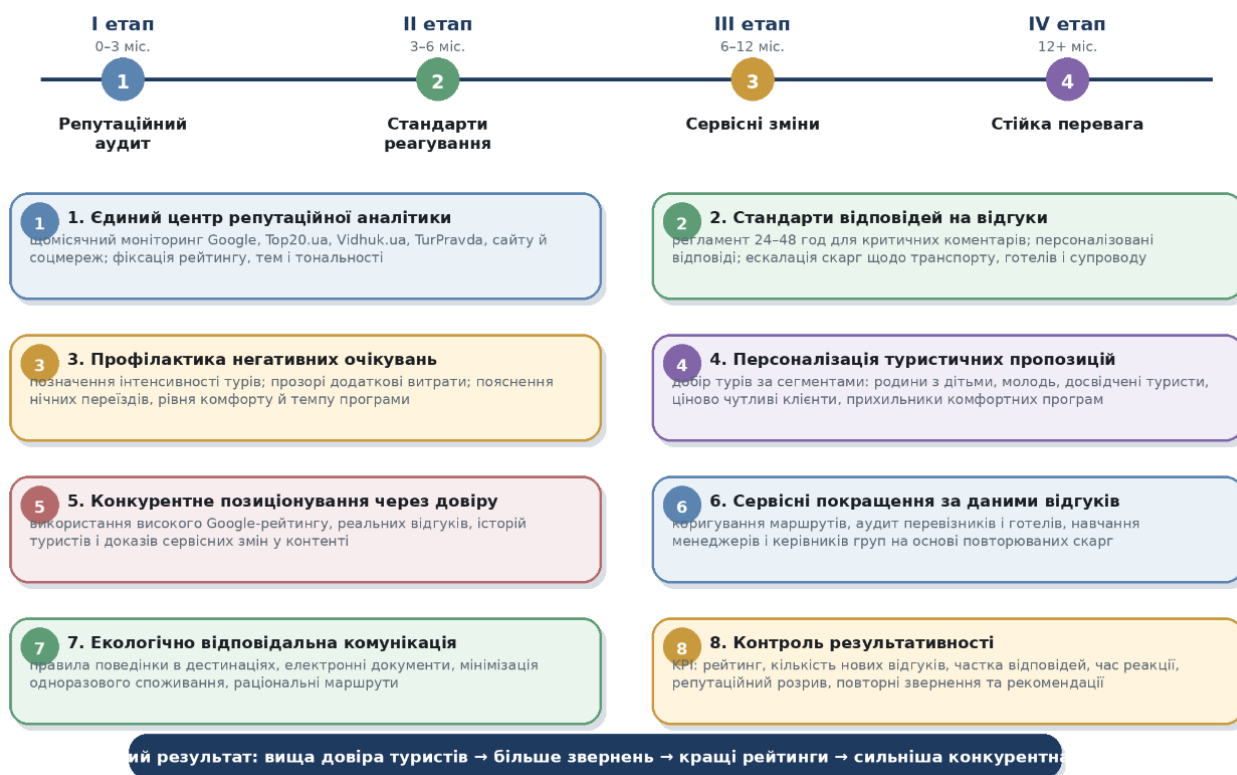 I етап
II етап
III етап
IV етап
0–3 міс.
3–6 міс.
6–12 міс.
12+ міс.
1
2
3
4
Репутаційний
аудит
Стандарти
реагування
Сервісні зміни
Стійка перевага
1
1. Єдиний центр репутаційної аналітики
щомісячний моніторинг Google, Top20.ua, Vidhuk.ua, TurPravda, сайту й
соцмереж; фіксація рейтингу, тем і тональності
2
2. Стандарти відповідей на відгуки
регламент 24–48 год для критичних коментарів; персоналізовані
відповіді; ескалація скарг щодо транспорту, готелів і супроводу
3
3. Профілактика негативних очікувань
позначення інтенсивності турів; прозорі додаткові витрати; пояснення
нічних переїздів, рівня комфорту й темпу програми
4
4. Персоналізація туристичних пропозицій
добір турів за сегментами: родини з дітьми, молодь, досвідчені туристи,
ціново чутливі клієнти, прихильники комфортних програм
5
5. Конкурентне позиціонування через довіру
використання високого Google-рейтингу, реальних відгуків, історій
туристів і доказів сервісних змін у контенті
6
6. Сервісні покращення за даними відгуків
коригування маршрутів, аудит перевізників і готелів, навчання
менеджерів і керівників груп на основі повторюваних скарг
7
7. Екологічно відповідальна комунікація
правила поведінки в дестинаціях, електронні документи, мінімізація
одноразового споживання, раціональні маршрути
8
8. Контроль результативності
KPI: рейтинг, кількість нових відгуків, частка відповідей, час реакції,
репутаційний розрив, повторні звернення та рекомендації
результат: вища довіра туристів → більше звернень → кращі рейтинги → сильніша